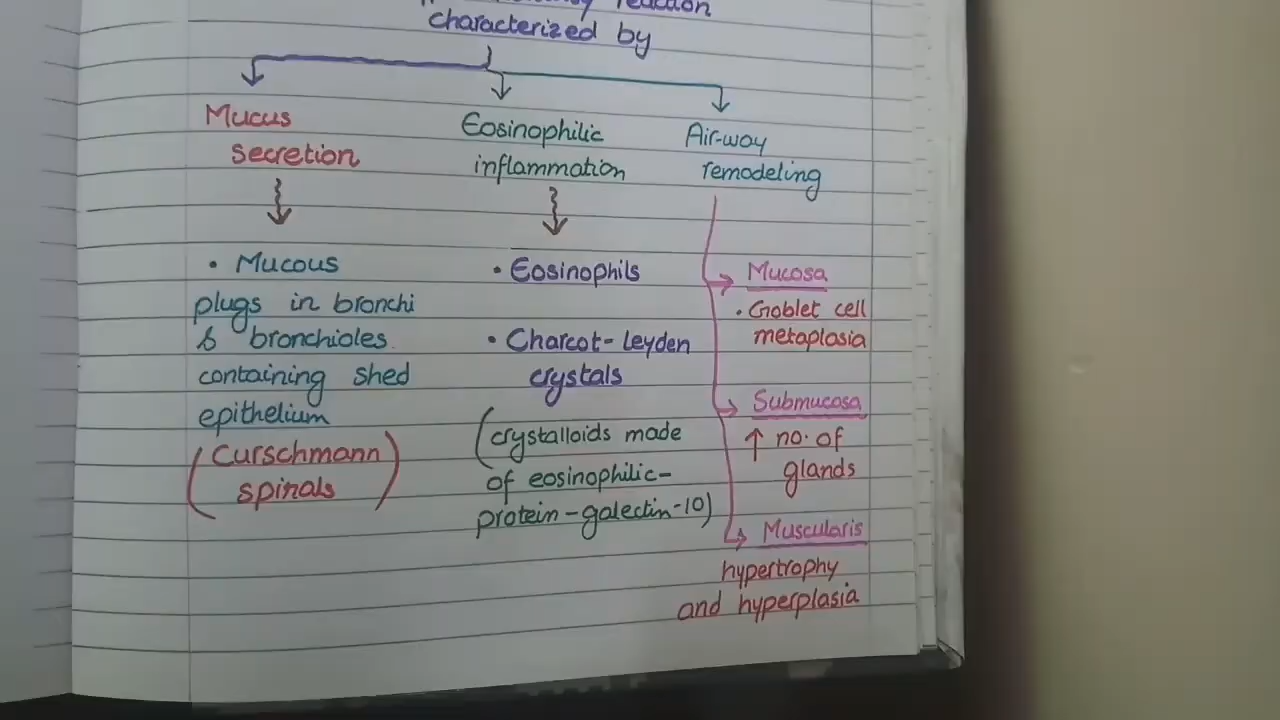 reaction
characterized by
Mucus
secretion
• Mucous
plugs in bronchi
& bronchioles.
containing shed
epithelium
(Curschmann
spirals)
Eosinophilic
inflammation
• Eosinophils
• Charcot-leyden
crystals
(crystalloids made
of eosinophilic-
protein-galectin-10)
Air-way
remodeling
Mucosa
• Goblet cell
metaplasia
Submucosa
↑ no. of
glands
Muscularis
hypertrophy
and hyperplasia